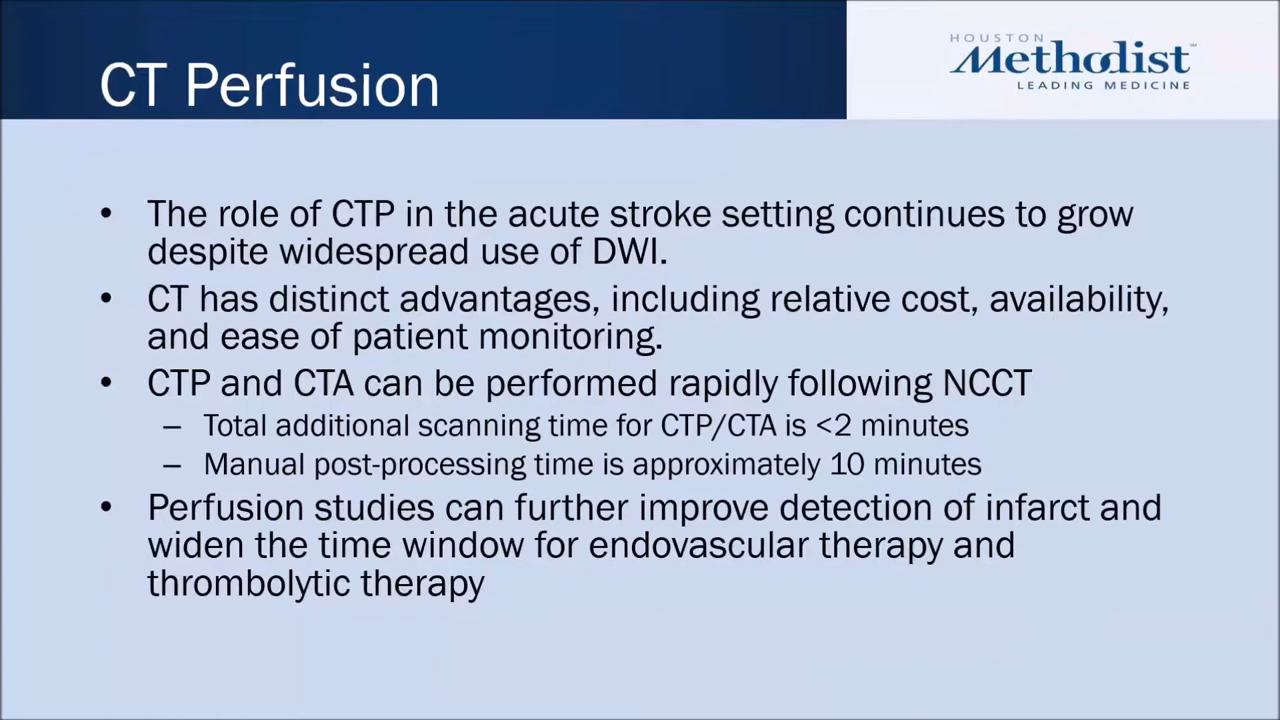 CT Perfusion
HOUSTON
Methodist
LEADING MEDICINE
• The role of CTP in the acute stroke setting continues to grow
despite widespread use of DWI.
• CT has distinct advantages, including relative cost, availability,
and ease of patient monitoring.
• CTP and CTA can be performed rapidly following NCCT
– Total additional scanning time for CTP/CTA is <2 minutes
– Manual post-processing time is approximately 10 minutes
• Perfusion studies can further improve detection of infarct and
widen the time window for endovascular therapy and
thrombolytic therapy